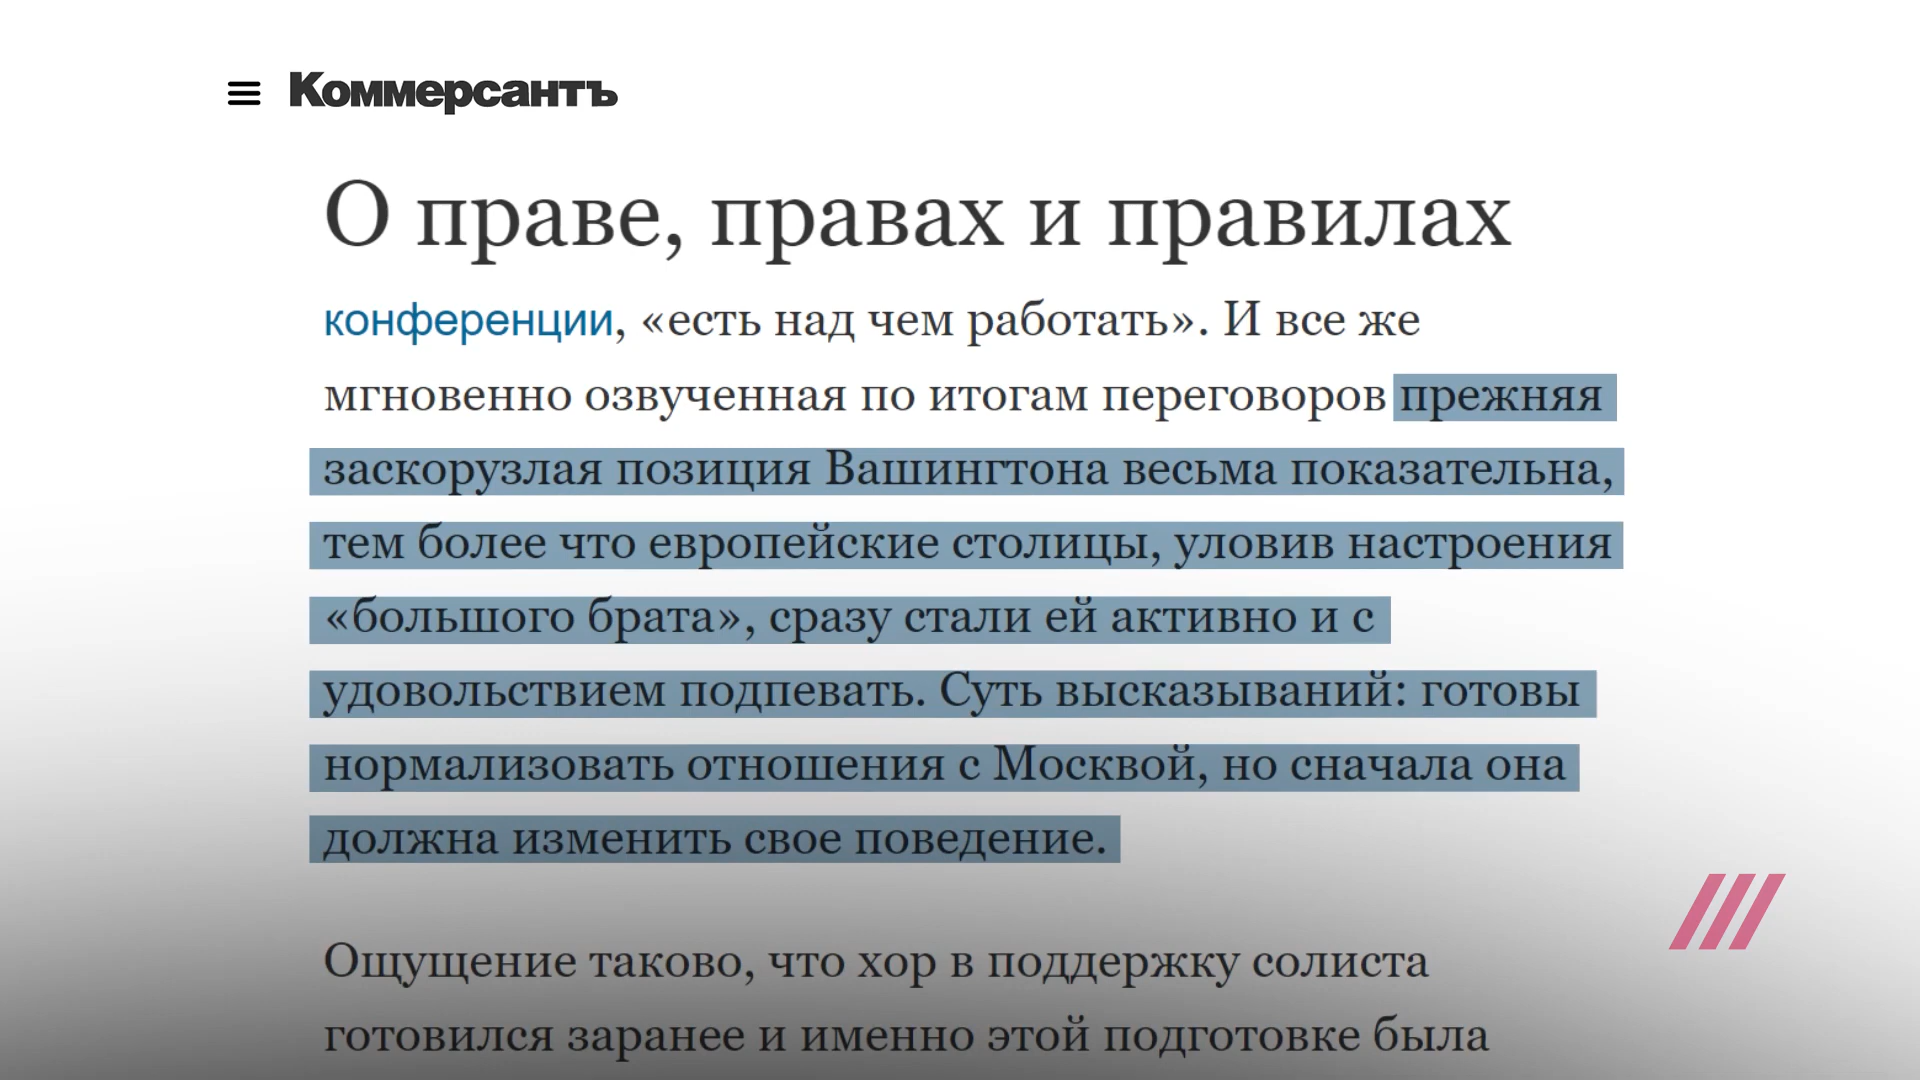 Коммерсантъ
О праве, правах и правилах
конференции, «есть над чем работать». И все же
мгновенно озвученная по итогам переговоров прежняя
заскорузлая позиция Вашингтона весьма показательна,
тем более что европейские столицы, уловив настроения
«большого брата», сразу стали ей активно и с
удовольствием подпевать. Суть высказываний: готовы
нормализовать отношения с Москвой, но сначала она
должна изменить свое поведение.
Ощущение таково, что хор в поддержку солиста
готовился заранее и именно этой подготовке была